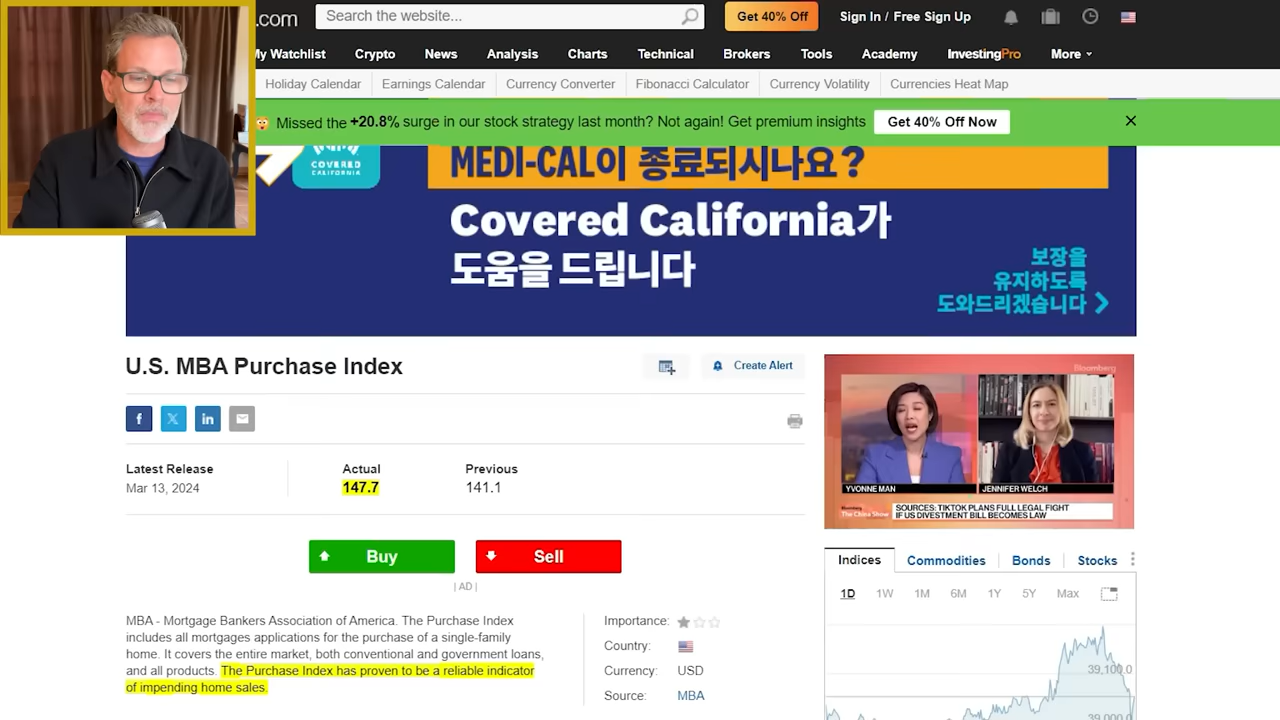 .com
Search the website...
Get 40% Off
Sign In / Free Sign Up
My Watchlist
Crypto
News
Analysis
Charts
Technical
Brokers
Tools
Academy
InvestingPro
More
Holiday Calendar
Earnings Calendar
Currency Converter
Fibonacci Calculator
Currency Volatility
Currencies Heat Map
Missed the +20.8% surge in our stock strategy last month? Not again! Get premium insights
Get 40% Off Now
COVERED
CALIFORNIA
MEDI-CAL이 종료되시나요?
Covered California가
도움을 드립니다
보장을
유지하도록
도와드리겠습니다
U.S. MBA Purchase Index
Create Alert
Latest Release
Mar 13, 2024
Actual
147.7
Previous
141.1
Buy
Sell
| AD |
MBA - Mortgage Bankers Association of America. The Purchase Index
includes all mortgages applications for the purchase of a single-family
home. It covers the entire market, both conventional and government loans,
and all products. The Purchase Index has proven to be a reliable indicator
of impending home sales.
Importance:
Country:
Currency: USD
Source: MBA
Bloomberg
YVONNE MAN
JENNIFER WELCH
Bloomberg
The China Show
SOURCES: TIKTOK PLANS FULL LEGAL FIGHT
IF US DIVESTMENT BILL BECOMES LAW
Indices
Commodities
Bonds
Stocks
1D
1W
1M
6M
1Y
5Y
Max
39,100.0
39,000.0